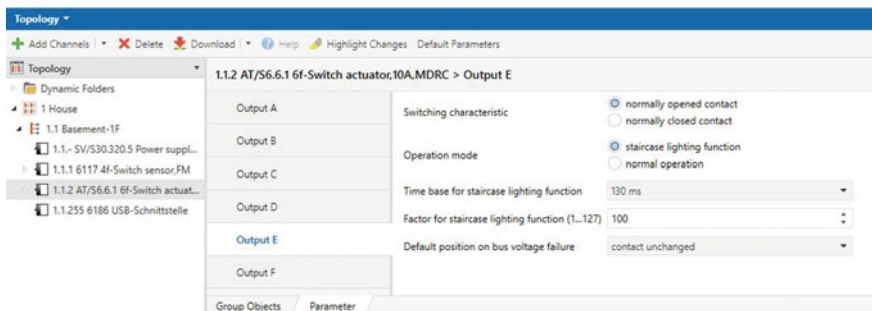 Topology
Add Channels Delete Download Help Highlight Changes Default Parameters
Topology
Dynamic Folders
1 House
1.1 Basement-1F
1.1.- SV/S30.320.5 Power suppl...
1.1.1 6117 4f-Switch sensor,FM
1.1.2 AT/S6.6.1 6f-Switch actuat...
1.1.255 6186 USB-Schnittstelle
1.1.2 AT/S6.6.1 6f-Switch actuator,10A,MDRC > Output E
Output A
Output B
Output C
Output D
Output E
Output F
Switching characteristic
normally opened contact
normally closed contact
Operation mode
staircase lighting function
normal operation
Time base for staircase lighting function 130 ms
Factor for staircase lighting function (1...127) 100
Default position on bus voltage failure contact unchanged
Group Objects Parameter